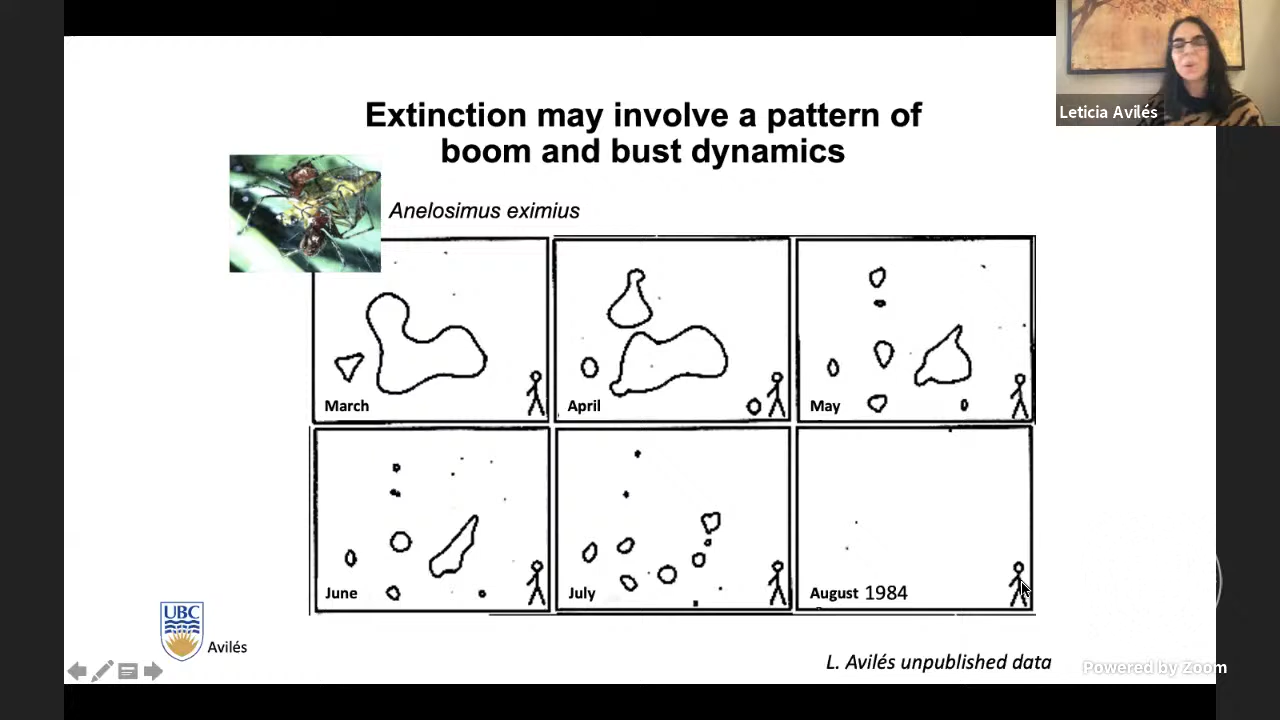 Leticia Avilés
Extinction may involve a pattern of
boom and bust dynamics
Anelosimus eximius
March
April
May
June
July
August 1984
UBC
Avilés
L. Avilés unpublished data
Powered by Zoom